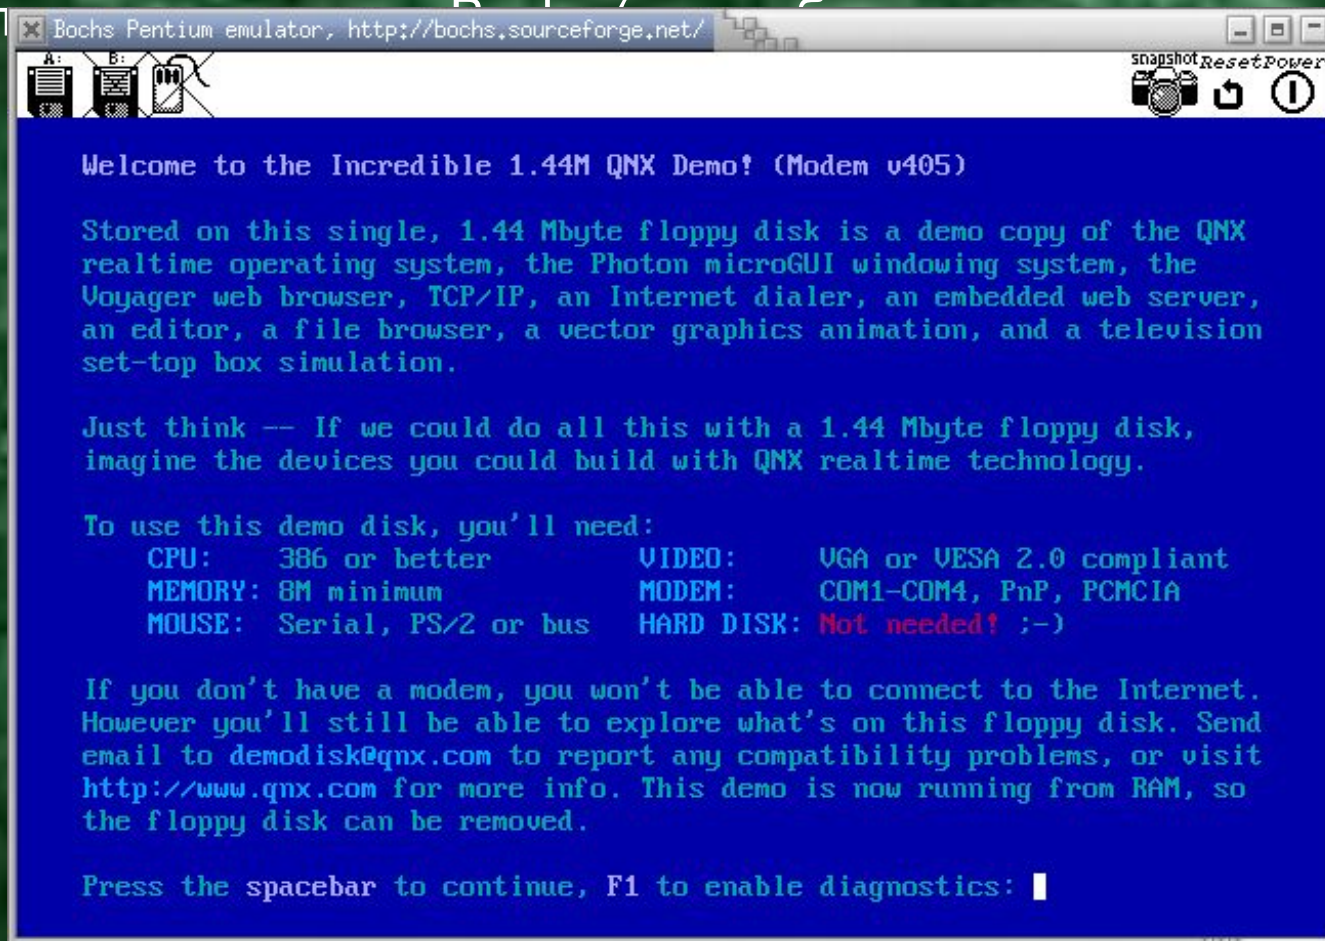 Bochs Pentium emulator, http://bochs.sourceforge.net/
A: B: snapshot Reset Power
Welcome to the Incredible 1.44M QNX Demo! (Modem v405)
Stored on this single, 1.44 Mbyte floppy disk is a demo copy of the QNX
realtime operating system, the Photon microGUI windowing system, the
Voyager web browser, TCP/IP, an Internet dialer, an embedded web server,
an editor, a file browser, a vector graphics animation, and a television
set-top box simulation.
Just think -- If we could do all this with a 1.44 Mbyte floppy disk,
imagine the devices you could build with QNX realtime technology.
To use this demo disk, you'll need:
CPU: 386 or better VIDEO: VGA or VESA 2.0 compliant
MEMORY: 8M minimum MODEM: COM1-COM4, PnP, PCMCIA
MOUSE: Serial, PS/2 or bus HARD DISK: Not needed! ;-)
If you don't have a modem, you won't be able to connect to the Internet.
However you'll still be able to explore what's on this floppy disk. Send
email to demodisk@qnx.com to report any compatibility problems, or visit
http://www.qnx.com for more info. This demo is now running from RAM, so
the floppy disk can be removed.
Press the spacebar to continue, F1 to enable diagnostics: